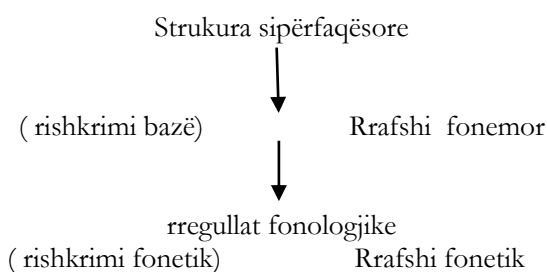 Strukura sipërfaqësore
( rishkrimi bazë) Rrafshi fonemor
rregullat fonologjike
( rishkrimi fonetik) Rrafshi fonetik